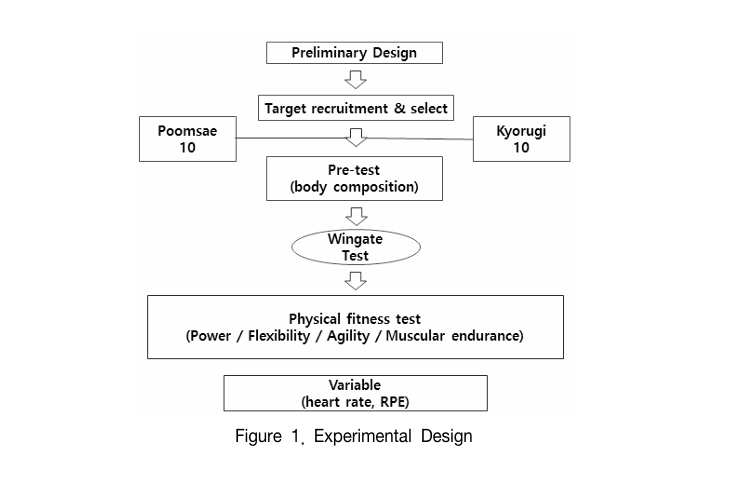 Preliminary Design
Target recruitment & select
Poomsae
10
Kyorugi
10
Pre-test
(body composition)
Wingate
Test
Physical fitness test
(Power / Flexibility / Agility / Muscular endurance)
Variable
(heart rate, RPE)
Figure 1. Experimental Design